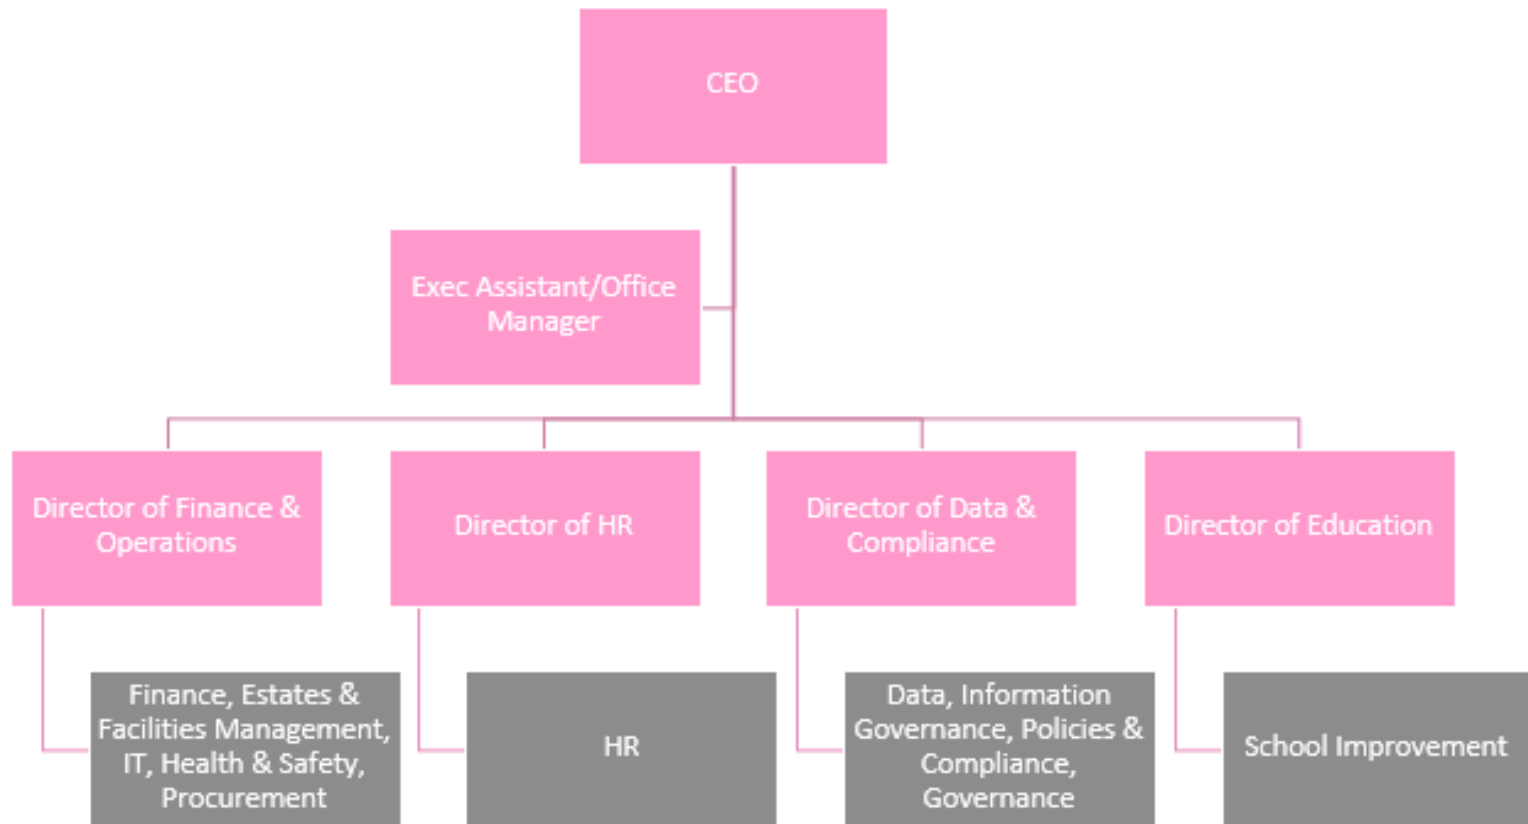 CEO
Exec Assistant/Office
Manager
Director of Finance &
Operations
Director of HR
Director of Data &
Compliance
Director of Education
Finance, Estates &
Facilities Management,
IT, Health & Safety,
Procurement
HR
Data, Information
Governance, Policies &
Compliance,
Governance
School Improvement